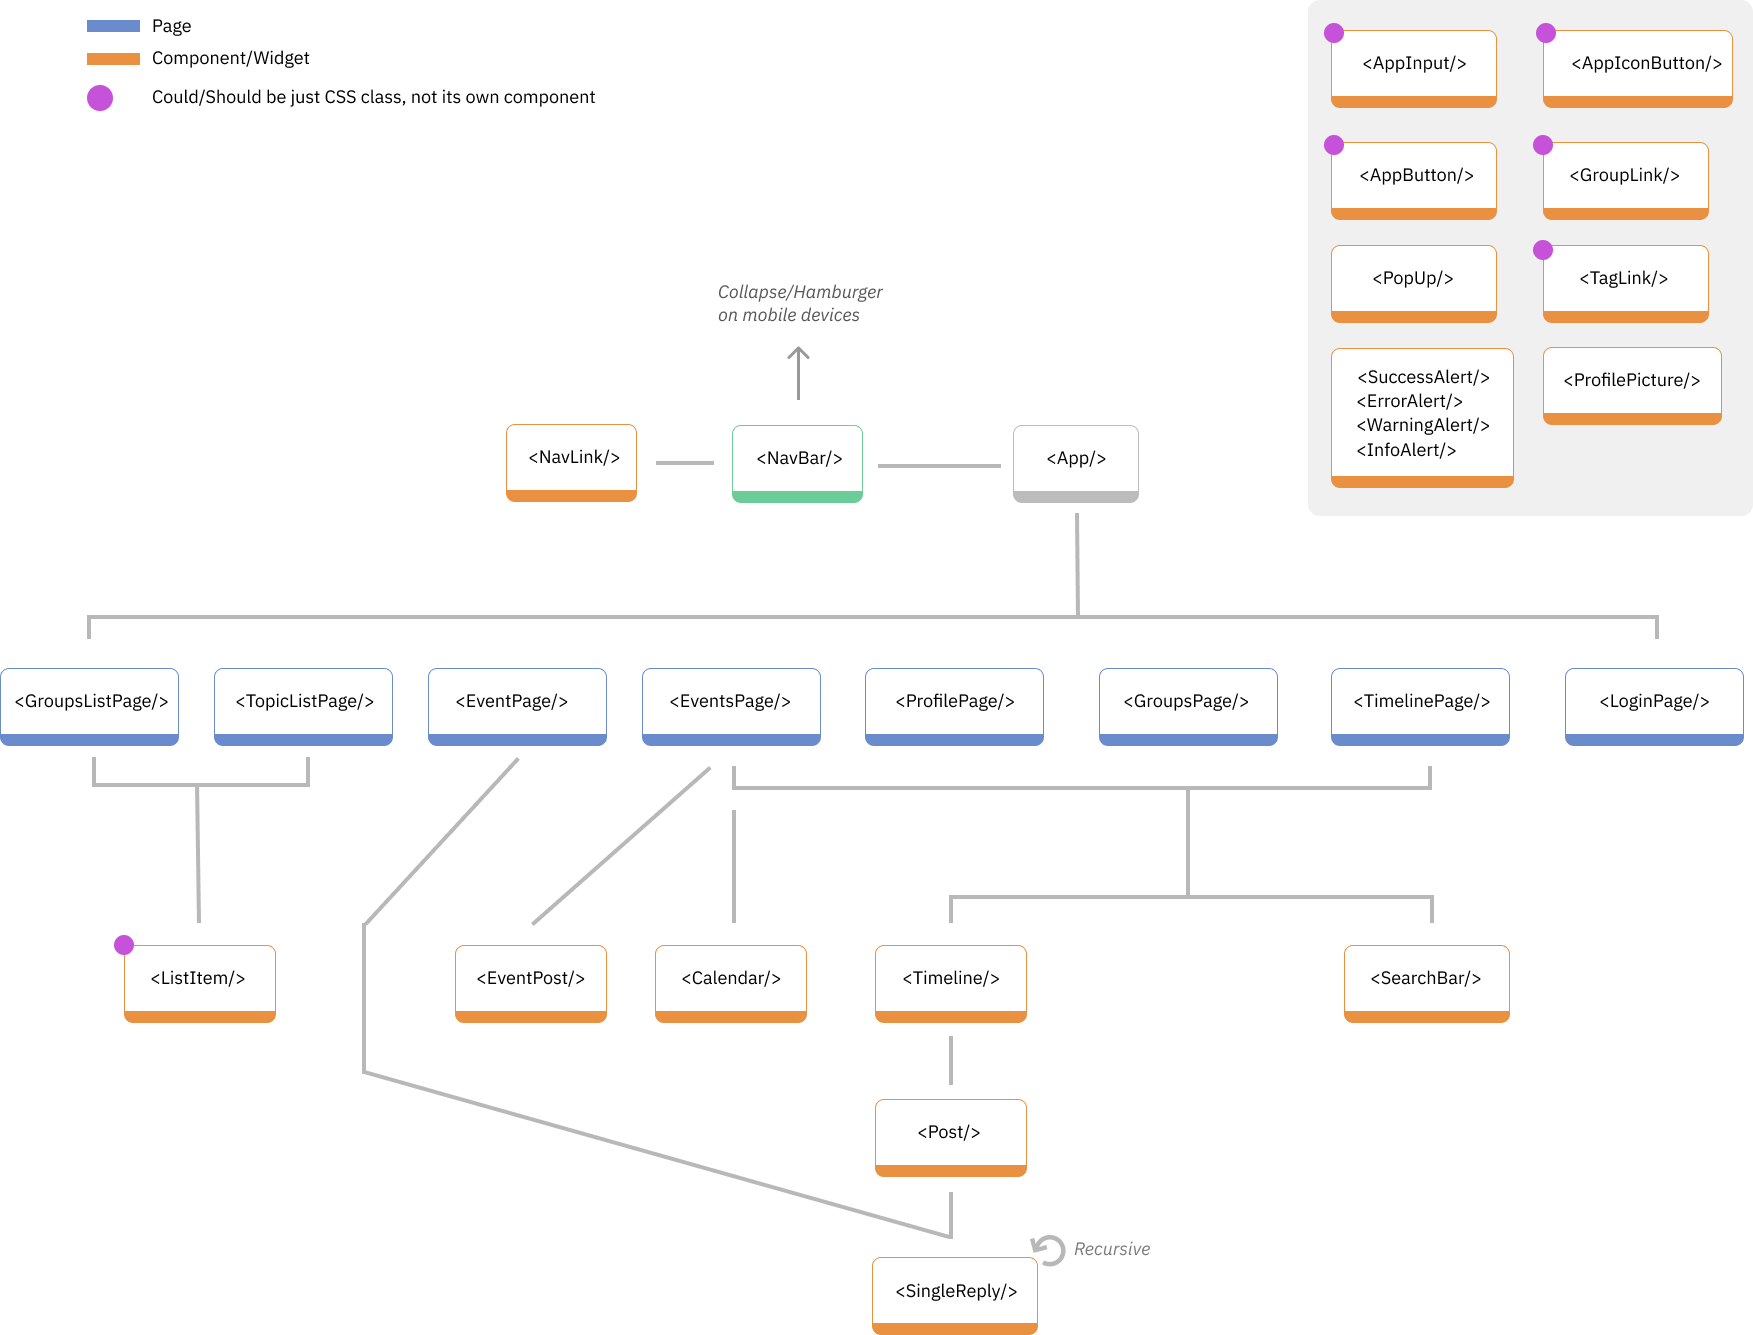 Page
Component/Widget
Could/Should be just CSS class, not its own component
<AppInput/>
<AppIconButton/>
<AppButton/>
<GroupLink/>
<PopUp/>
<TagLink/>
<SuccessAlert/>
<ErrorAlert/>
<WarningAlert/>
<InfoAlert/>
<ProfilePicture/>
Collapse/Hamburger
on mobile devices
<NavLink/>
<NavBar/>
<App/>
<GroupsListPage/>
<TopicListPage/>
<EventPage/>
<EventsPage/>
<ProfilePage/>
<GroupsPage/>
<TimelinePage/>
<LoginPage/>
<ListItem/>
<EventPost/>
<Calendar/>
<Timeline/>
<SearchBar/>
<Post/>
Recursive
<SingleReply/>